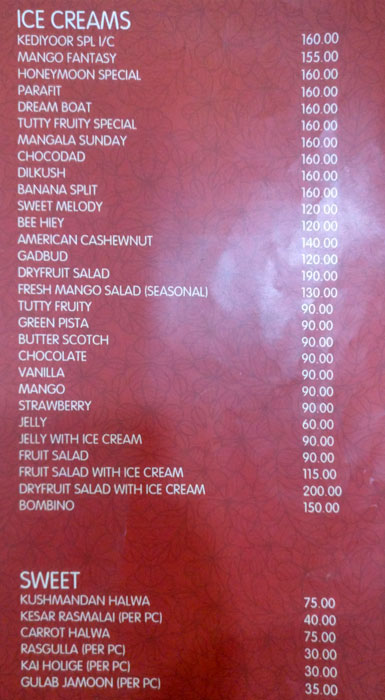 ICE CREAMS
KEDIYOOR SPL I/C 160.00
MANGO FANTASY 155.00
HONEYMOON SPECIAL 160.00
PARAFIT 160.00
DREAM BOAT 160.00
TUTTY FRUITY SPECIAL 160.00
MANGALA SUNDAY 160.00
CHOCODAD 160.00
DILKUSH 160.00
BANANA SPLIT 160.00
SWEET MELODY 120.00
BEE HIEY 120.00
AMERICAN CASHEWNUT 140.00
GADBUD 120.00
DRYFRUIT SALAD 190.00
FRESH MANGO SALAD (SEASONAL) 130.00
TUTTY FRUITY 90.00
GREEN PISTA 90.00
BUTTER SCOTCH 90.00
CHOCOLATE 90.00
VANILLA 90.00
MANGO 90.00
STRAWBERRY 90.00
JELLY 60.00
JELLY WITH ICE CREAM 90.00
FRUIT SALAD 90.00
FRUIT SALAD WITH ICE CREAM 115.00
DRYFRUIT SALAD WITH ICE CREAM 200.00
BOMBINO 150.00
SWEET
KUSHMANDAN HALWA 75.00
KESAR RASMALAI (PER PC) 40.00
CARROT HALWA 75.00
RASGULLA (PER PC) 30.00
KAI HOLIGE (PER PC) 30.00
GULAB JAMOON (PER PC) 35.00